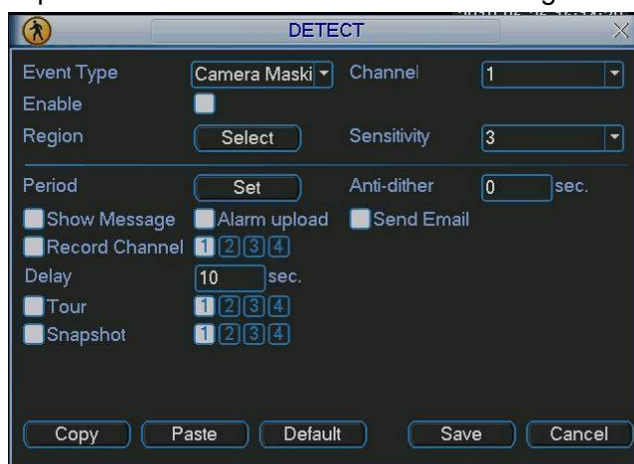 DETECT
Event Type Camera Maski Channel 1
Enable
Region Select Sensitivity 3
Period Set Anti-dither 0 sec.
Show Message Alarm upload Send Email
Record Channel 1 2 3 4
Delay 10 sec.
Tour 1 2 3 4
Snapshot 1 2 3 4
Copy Paste Default Save Cancel